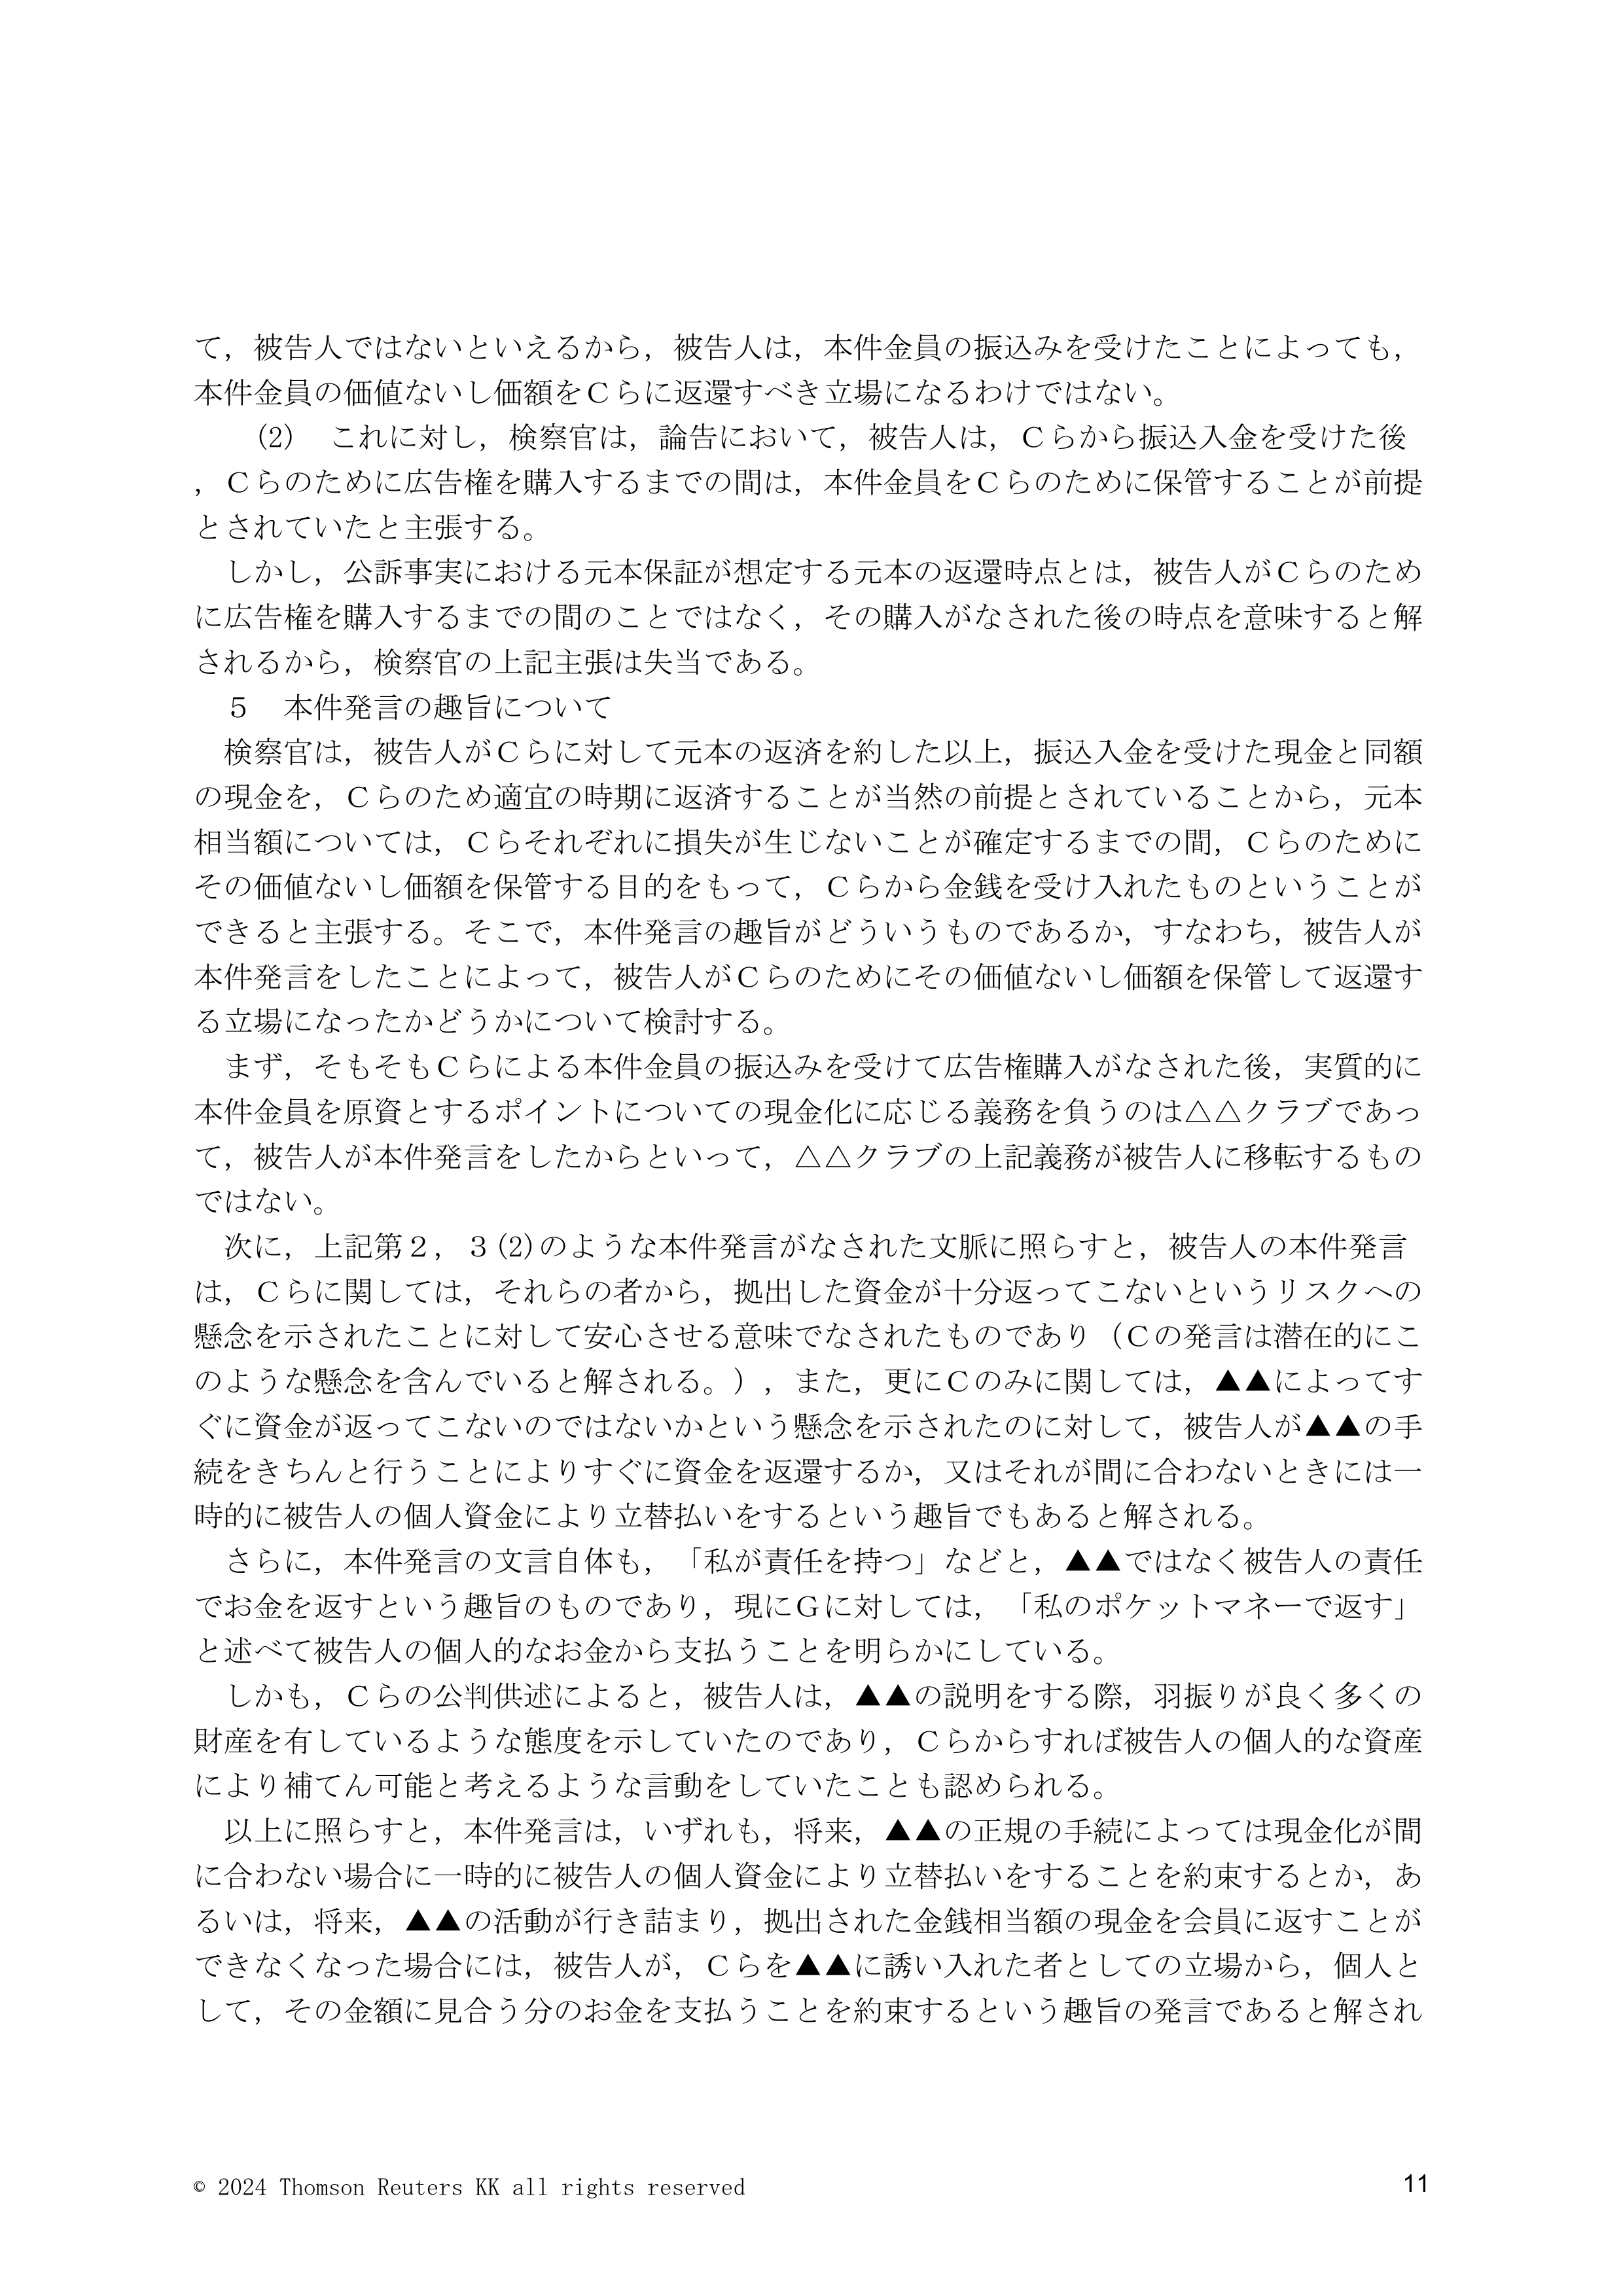 て，被告人ではないといえるから，被告人は，本件金員の振込みを受けたことによっても，
本件金員の価値ないし価額をＣらに返還すべき立場になるわけではない。
　　(2)　これに対し，検察官は，論告において，被告人は，Ｃらから振込入金を受けた後
，Ｃらのために広告権を購入するまでの間は，本件金員をＣらのために保管することが前提
とされていたと主張する。
　しかし，公訴事実における元本保証が想定する元本の返還時点とは，被告人がＣらのため
に広告権を購入するまでの間のことではなく，その購入がなされた後の時点を意味すると解
されるから，検察官の上記主張は失当である。
　５　本件発言の趣旨について
　検察官は，被告人がＣらに対して元本の返済を約した以上，振込入金を受けた現金と同額
の現金を，Ｃらのため適宜の時期に返済することが当然の前提とされていることから，元本
相当額については，Ｃらそれぞれに損失が生じないことが確定するまでの間，Ｃらのために
その価値ないし価額を保管する目的をもって，Ｃらから金銭を受け入れたものということが
できると主張する。そこで，本件発言の趣旨がどういうものであるか，すなわち，被告人が
本件発言をしたことによって，被告人がＣらのためにその価値ないし価額を保管して返還す
る立場になったかどうかについて検討する。
　まず，そもそもＣらによる本件金員の振込みを受けて広告権購入がなされた後，実質的に
本件金員を原資とするポイントについての現金化に応じる義務を負うのは△△クラブであっ
て，被告人が本件発言をしたからといって，△△クラブの上記義務が被告人に移転するもの
ではない。
　次に，上記第２，３(2)のような本件発言がなされた文脈に照らすと，被告人の本件発言
は，Ｃらに関しては，それらの者から，拠出した資金が十分返ってこないというリスクへの
懸念を示されたことに対して安心させる意味でなされたものであり（Ｃの発言は潜在的にこ
のような懸念を含んでいると解される。），また，更にＣのみに関しては，▲▲によってす
ぐに資金が返ってこないのではないかという懸念を示されたのに対して，被告人が▲▲の手
続をきちんと行うことによりすぐに資金を返還するか，又はそれが間に合わないときには一
時的に被告人の個人資金により立替払いをするという趣旨でもあると解される。
　さらに，本件発言の文言自体も，「私が責任を持つ」などと，▲▲ではなく被告人の責任
でお金を返すという趣旨のものであり，現にＧに対しては，「私のポケットマネーで返す」
と述べて被告人の個人的なお金から支払うことを明らかにしている。
　しかも，Ｃらの公判供述によると，被告人は，▲▲の説明をする際，羽振りが良く多くの
財産を有しているような態度を示していたのであり，Ｃらからすれば被告人の個人的な資産
により補てん可能と考えるような言動をしていたことも認められる。
　以上に照らすと，本件発言は，いずれも，将来，▲▲の正規の手続によっては現金化が間
に合わない場合に一時的に被告人の個人資金により立替払いをすることを約束するとか，あ
るいは，将来，▲▲の活動が行き詰まり，拠出された金銭相当額の現金を会員に返すことが
できなくなった場合には，被告人が，Ｃらを▲▲に誘い入れた者としての立場から，個人と
して，その金額に見合う分のお金を支払うことを約束するという趣旨の発言であると解され
© 2024 Thomson Reuters KK all rights reserved
11